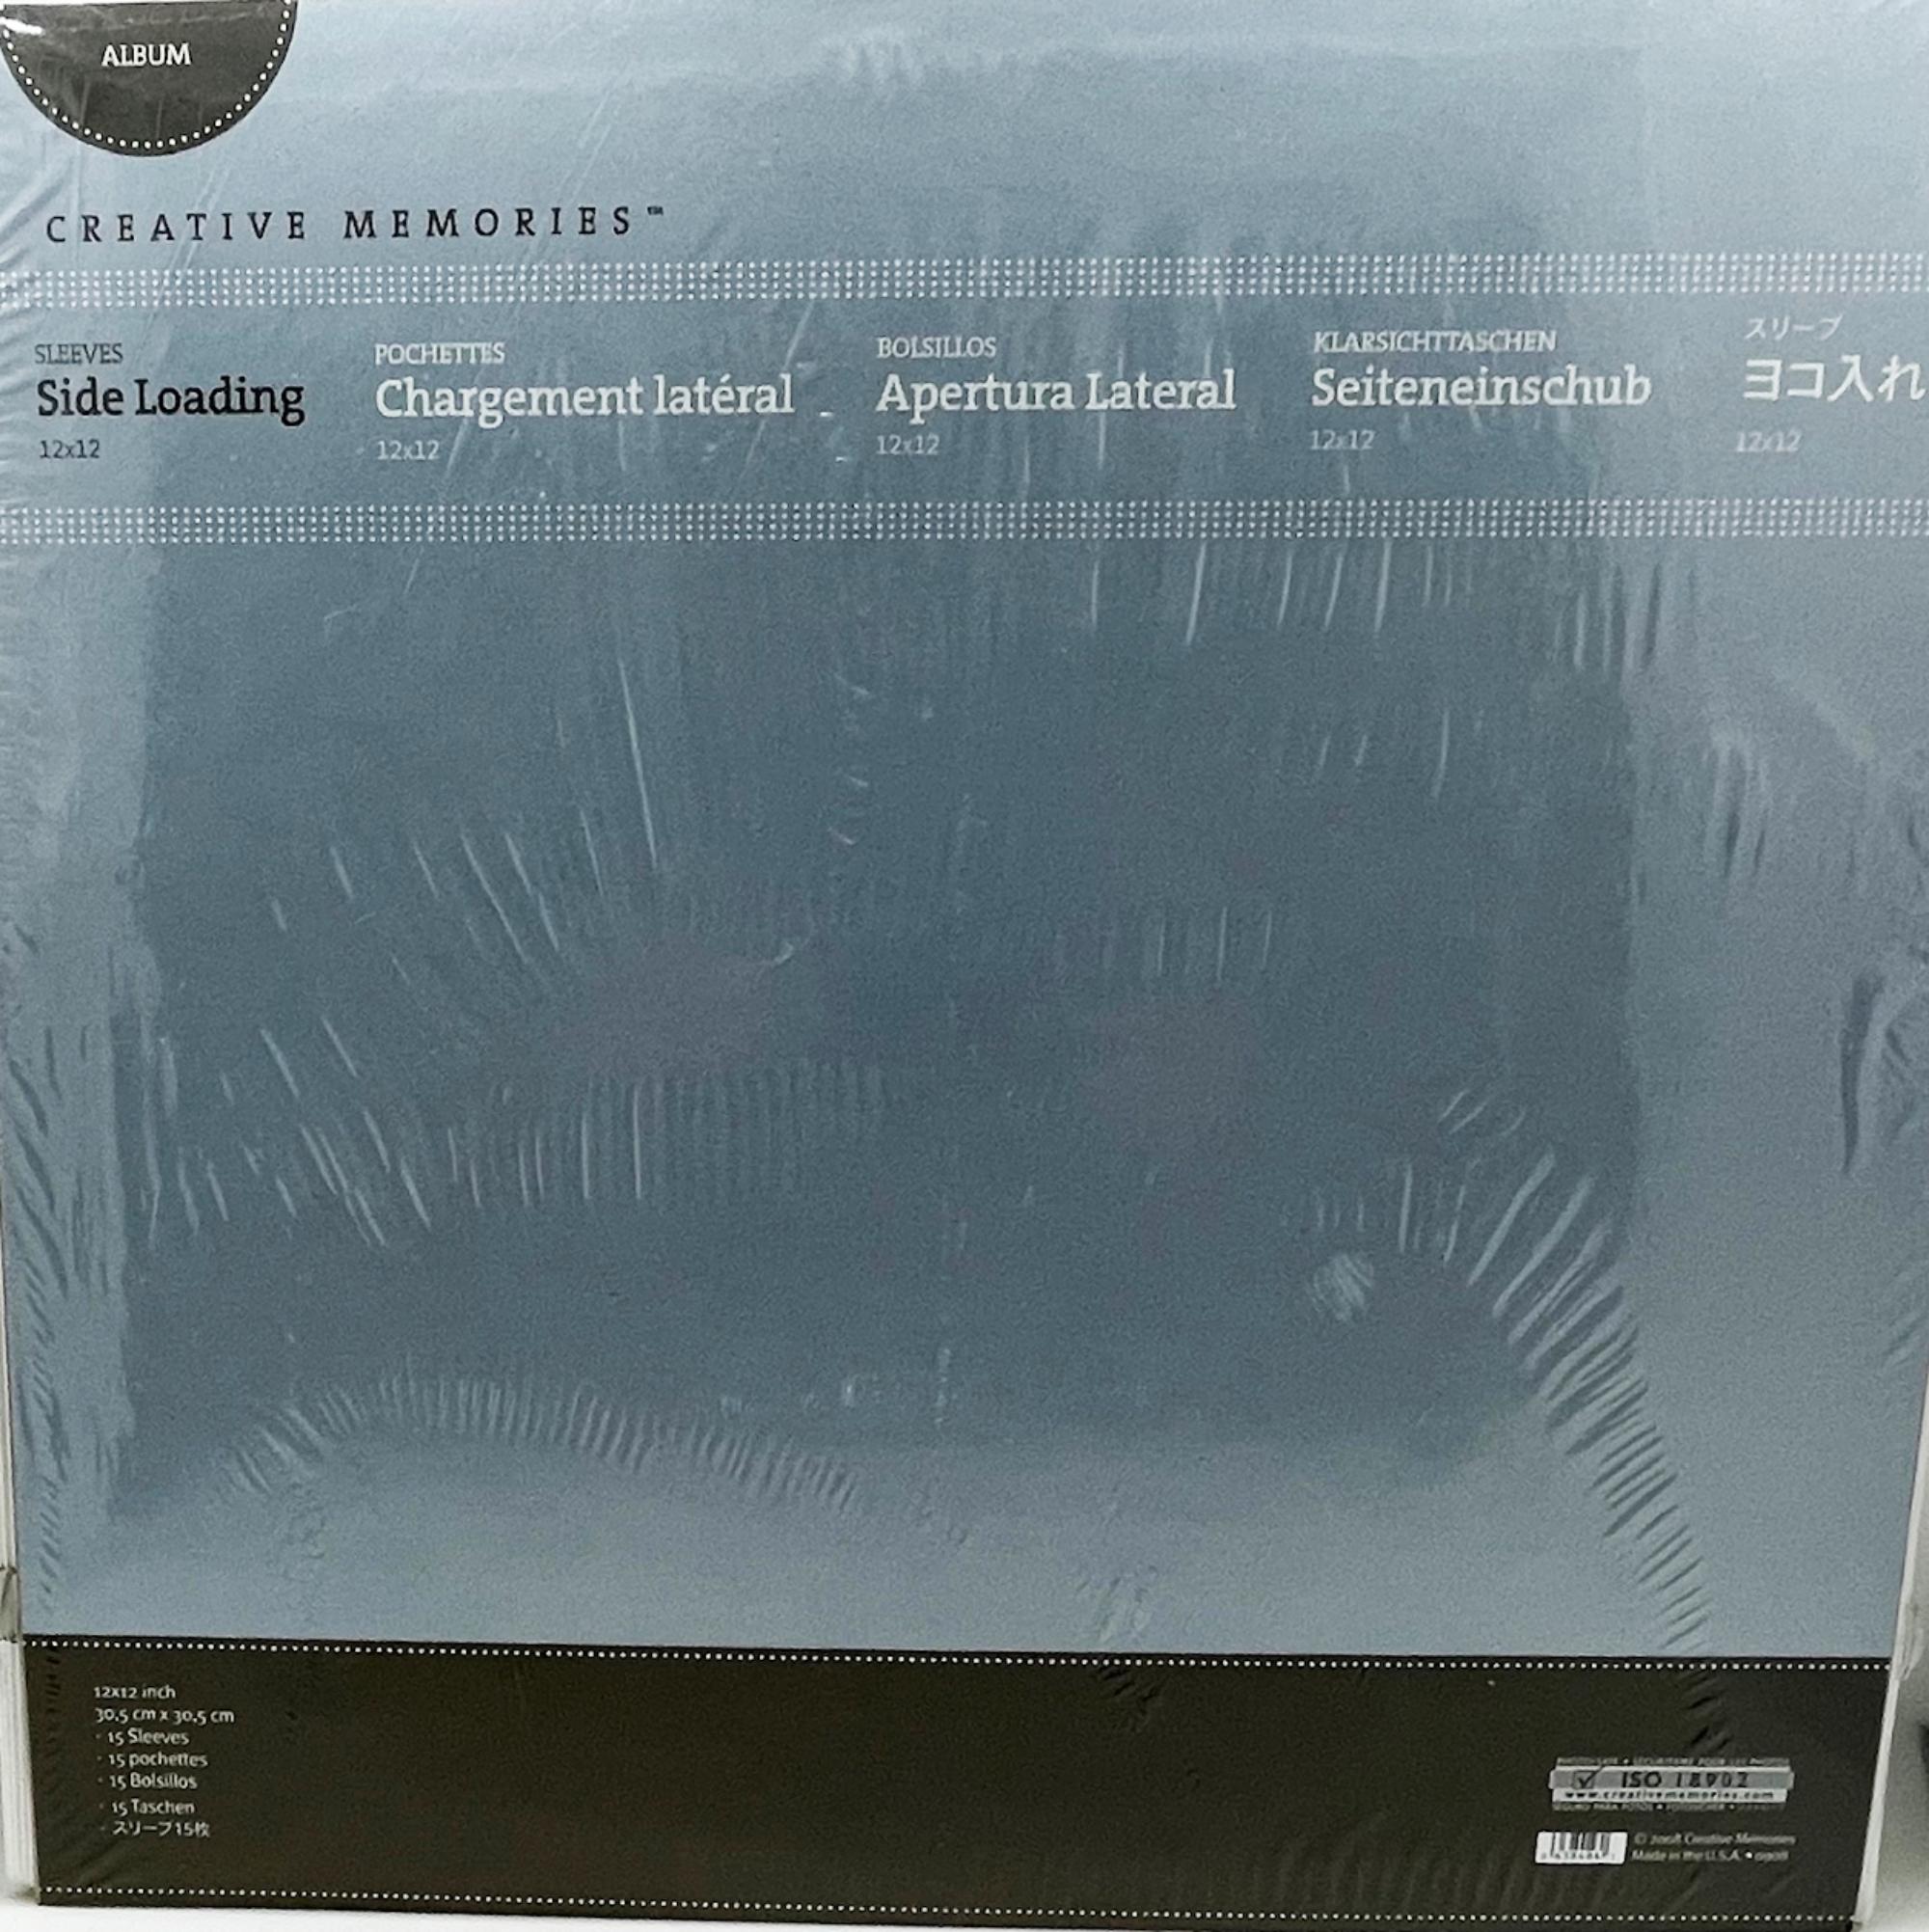 ALBUM
CREATIVE MEMORIES™
SLEEVES
Side Loading
12x12
POCHETTES
Chargement latéral
12x12
BOLSILLOS
Apertura Lateral
12x12
KLARSICHTTASCHEN
Seiteneinschub
12x12
スリーブ
ヨコ入れ
12x12
12x12 inch
30,5 cm x 30,5 cm
· 15 Sleeves
· 15 pochettes
· 15 Bolsillos
· 15 Taschen
· スリーブ15枚
ISO 18902
www.creativememories.com
© 2008 Creative Memories
Made in the U.S.A. •